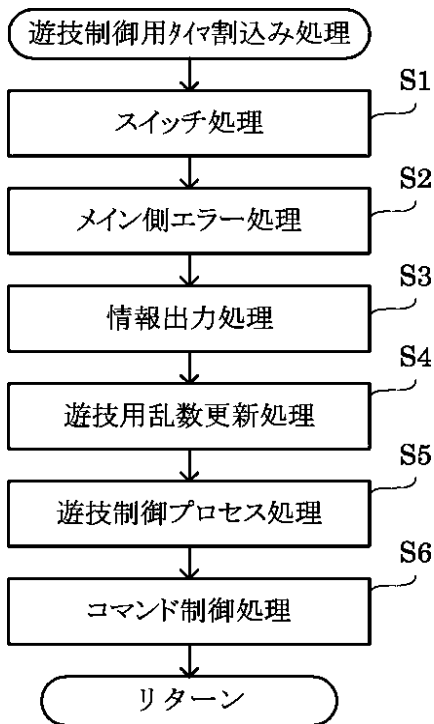 遊技制御用ﾀｲﾏ割込み処理
S1
スイッチ処理
S2
メイン側エラー処理
S3
情報出力処理
S4
遊技用乱数更新処理
S5
遊技制御プロセス処理
S6
コマンド制御処理
リターン